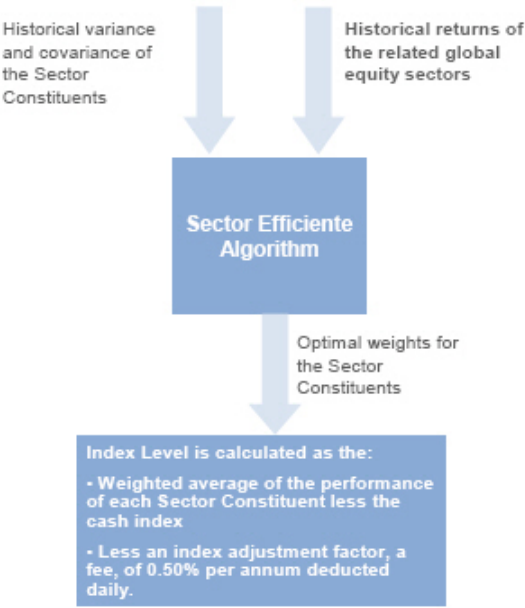 Historical variance
and covariance of
the Sector
Constituents
Historical returns of
the related global
equity sectors
Sector Efficiente
Algorithm
Optimal weights for
the Sector
Constituents
Index Level is calculated as the:
- Weighted average of the performance
of each Sector Constituent less the
cash index
- Less an index adjustment factor, a
fee, of 0.50% per annum deducted
daily.